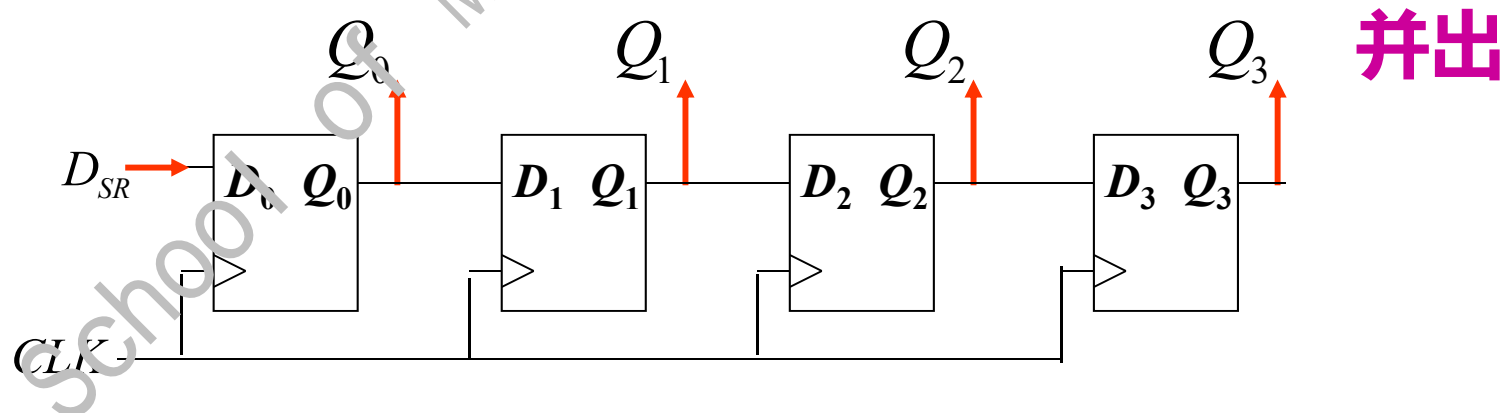 Q0 Q1 Q2 Q3 并出
DSR D0 Q0 D1 Q1 D2 Q2 D3 Q3
CLK
School of